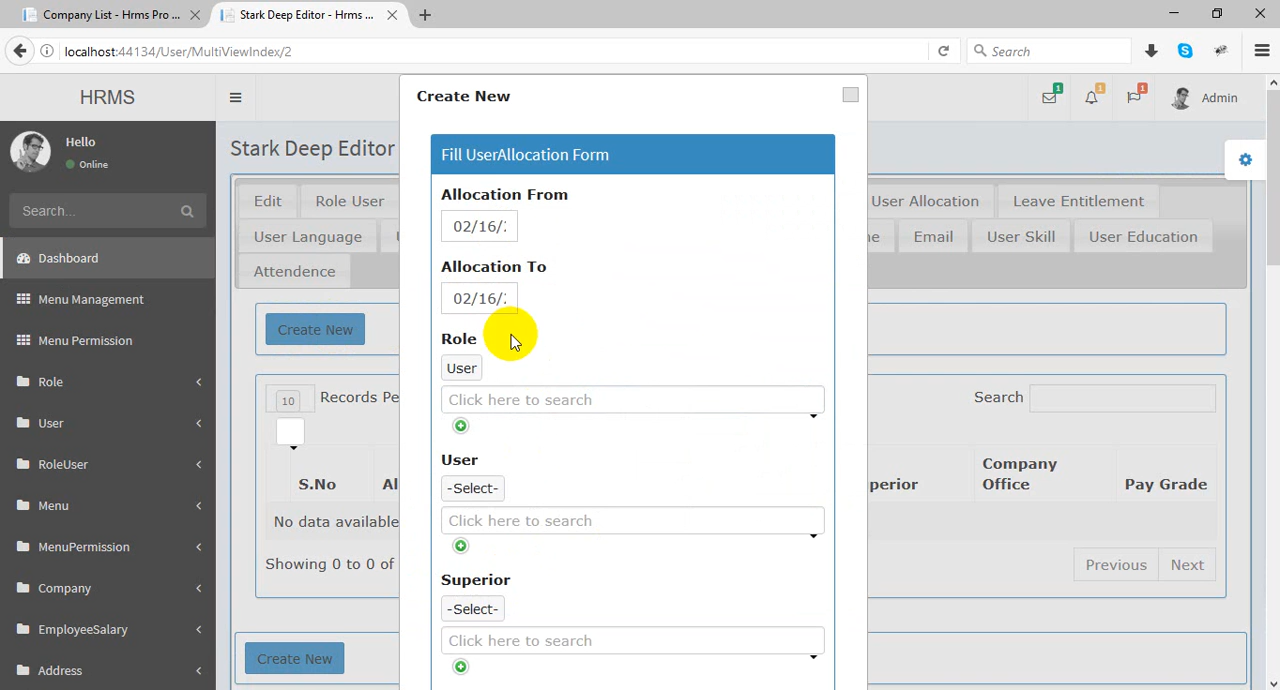 Company List - Hrms Pro ...
Stark Deep Editor - Hrms ...
localhost:44134/User/MultiViewIndex/2
Search
HRMS
1
1
1
Admin
Hello
Online
Search...
Dashboard
Menu Management
Menu Permission
Role
User
RoleUser
Menu
MenuPermission
Company
EmployeeSalary
Address
Stark Deep Editor
Edit
Role User
User Allocation
Leave Entitlement
User Language
Email
User Skill
User Education
Attendence
Create New
10
Records Pe
Search
S.No
Al
perior
Company
Office
Pay Grade
No data available
Showing 0 to 0 of
Previous
Next
Create New
Create New
Fill UserAllocation Form
Allocation From
02/16/
Allocation To
02/16/
Role
User
Click here to search
User
-Select-
Click here to search
Superior
-Select-
Click here to search